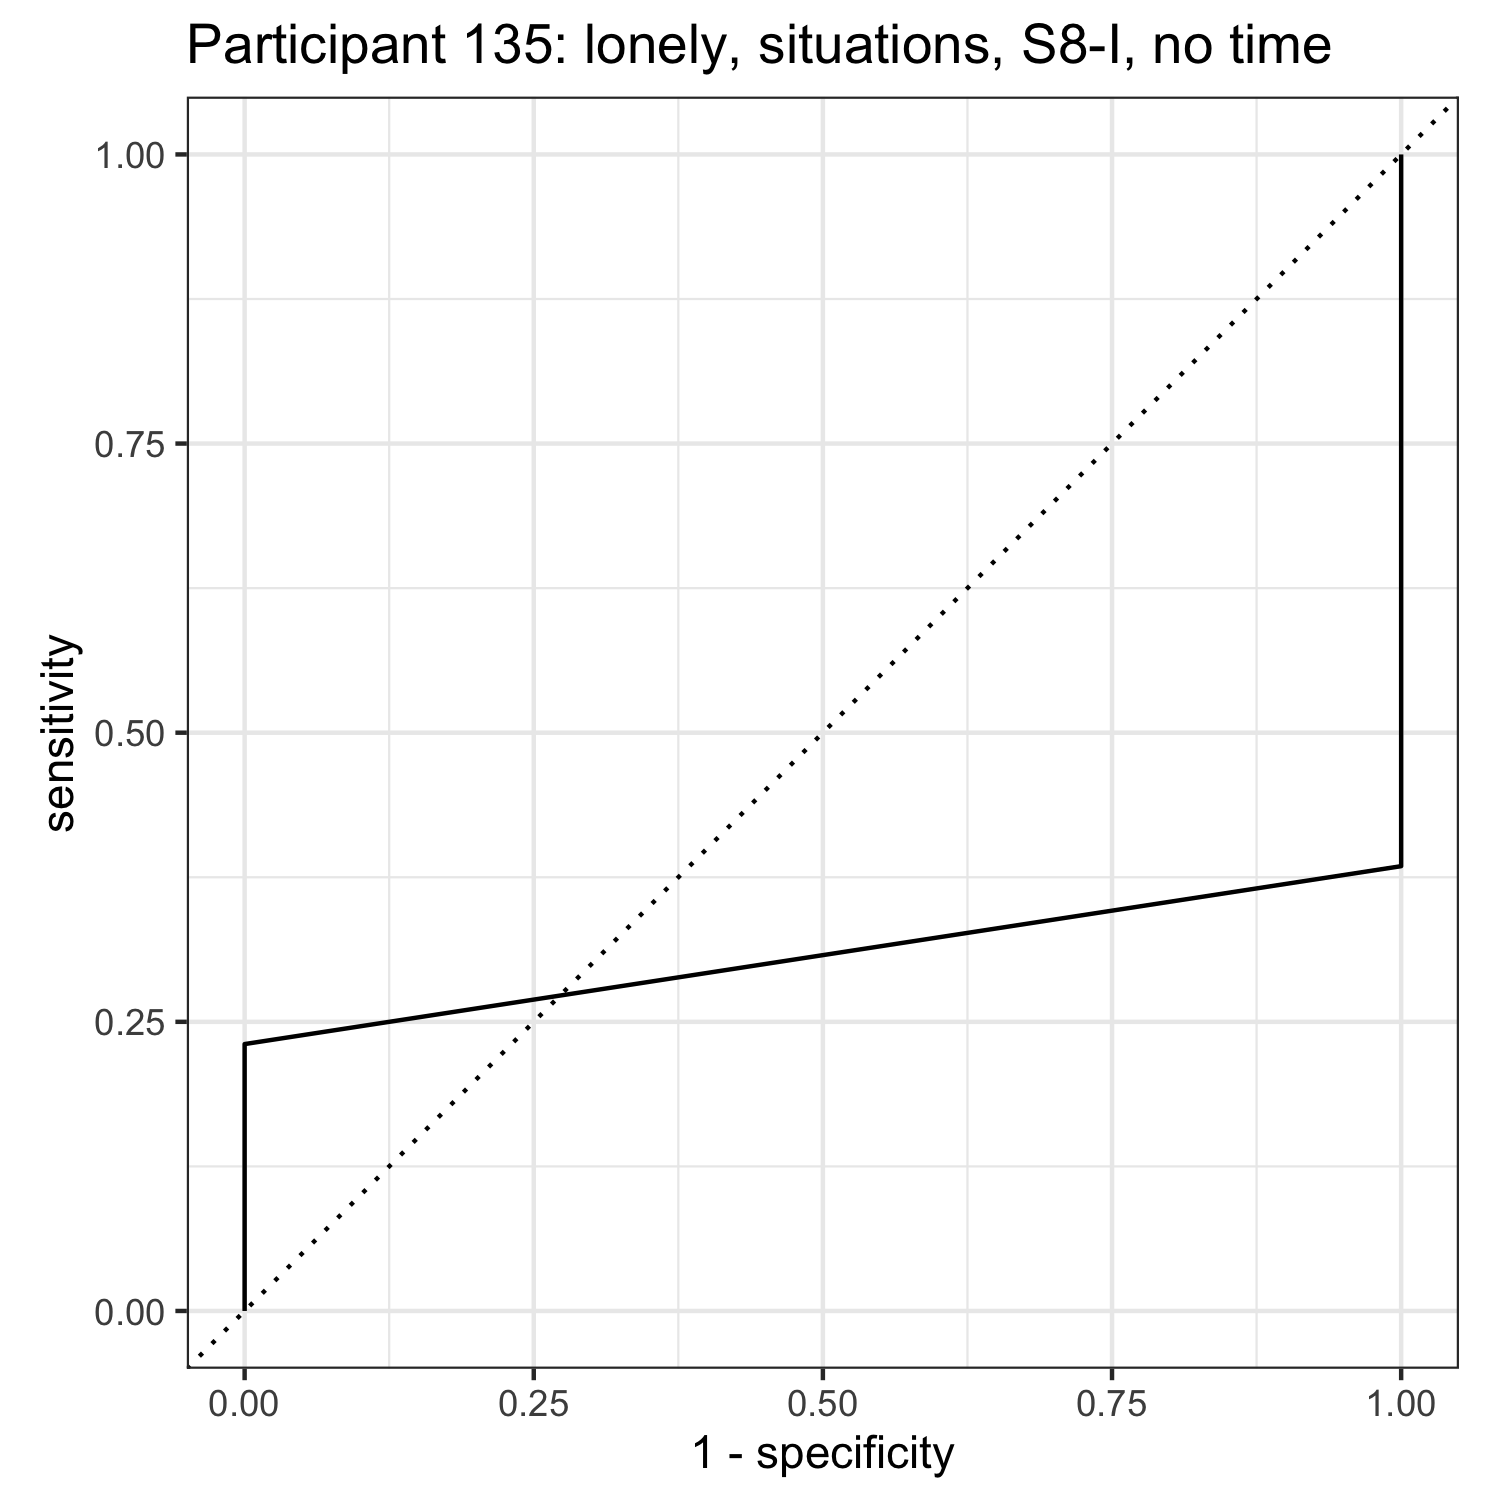 Participant 135: lonely, situations, S8-I, no time
sensitivity
1.00
0.75
0.50
0.25
0.00
0.00 0.25 0.50 0.75 1.00
1 - specificity